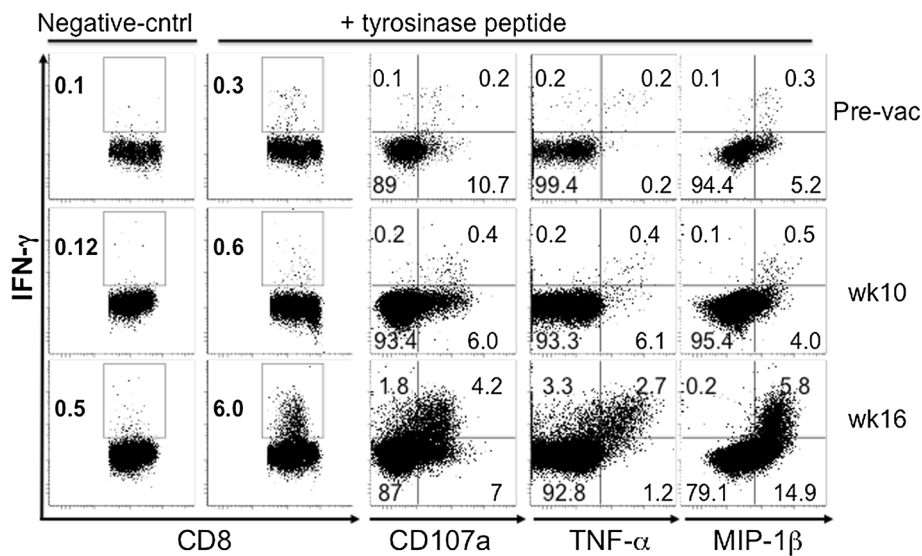 Negative-cntrl + tyrosinase peptide
0.1 0.3 0.1 0.2 0.2 0.2 0.1 0.3
Pre-vac
89 10.7 99.4 0.2 94.4 5.2
0.12 0.6 0.2 0.4 0.2 0.4 0.1 0.5
wk10
93.4 6.0 93.3 6.1 95.4 4.0
0.5 6.0 1.8 4.2 3.3 2.7 0.2 5.8
wk16
87 7 92.8 1.2 79.1 14.9
IFN-γ
CD8 CD107a TNF-α MIP-1β